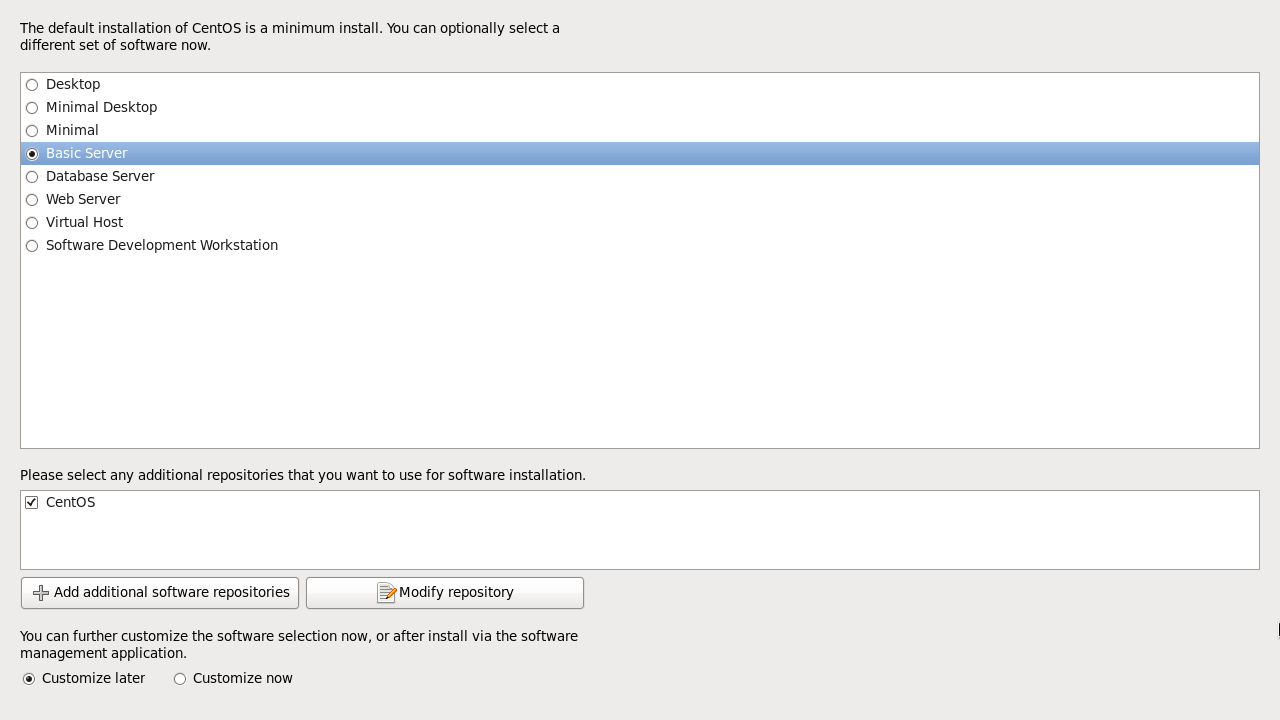 The default installation of CentOS is a minimum install. You can optionally select a
different set of software now.
Desktop
Minimal Desktop
Minimal
Basic Server
Database Server
Web Server
Virtual Host
Software Development Workstation
Please select any additional repositories that you want to use for software installation.
CentOS
Add additional software repositories
Modify repository
You can further customize the software selection now, or after install via the software
management application.
Customize later
Customize now